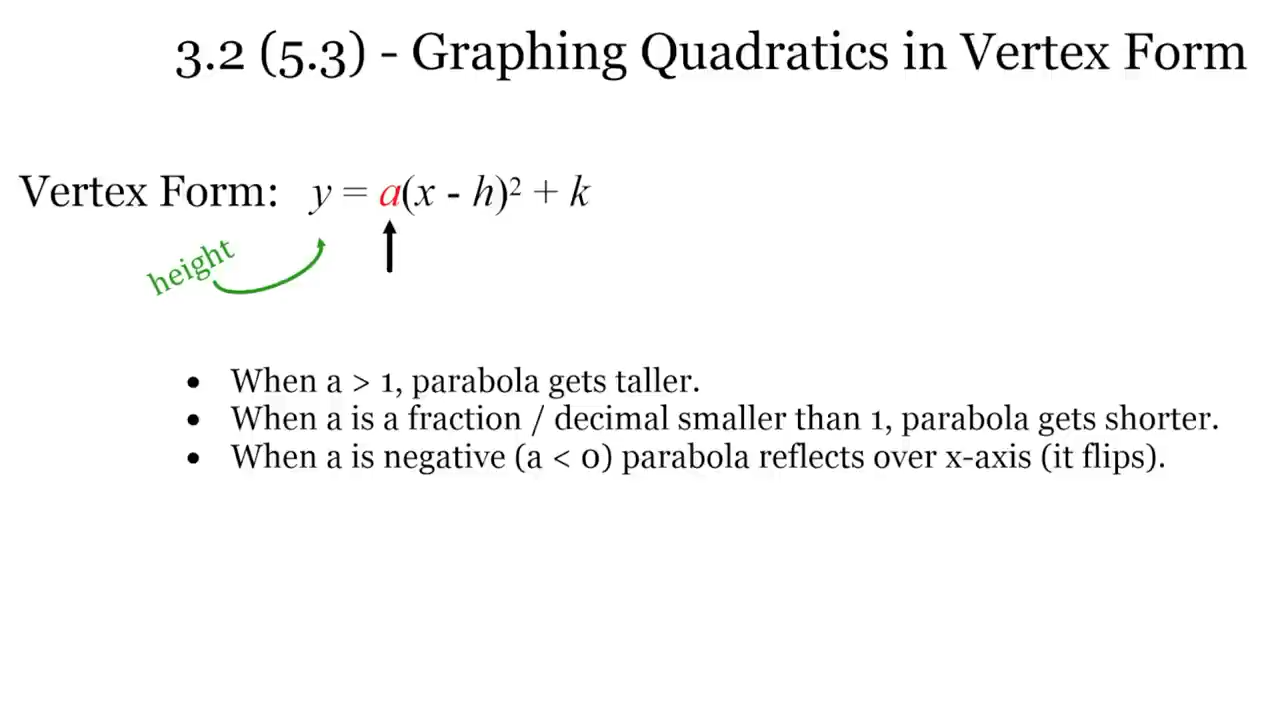 3.2 (5.3) - Graphing Quadratics in Vertex Form
Vertex Form: y = a(x - h)² + k
height
• When a > 1, parabola gets taller.
• When a is a fraction / decimal smaller than 1, parabola gets shorter.
• When a is negative (a < 0) parabola reflects over x-axis (it flips).